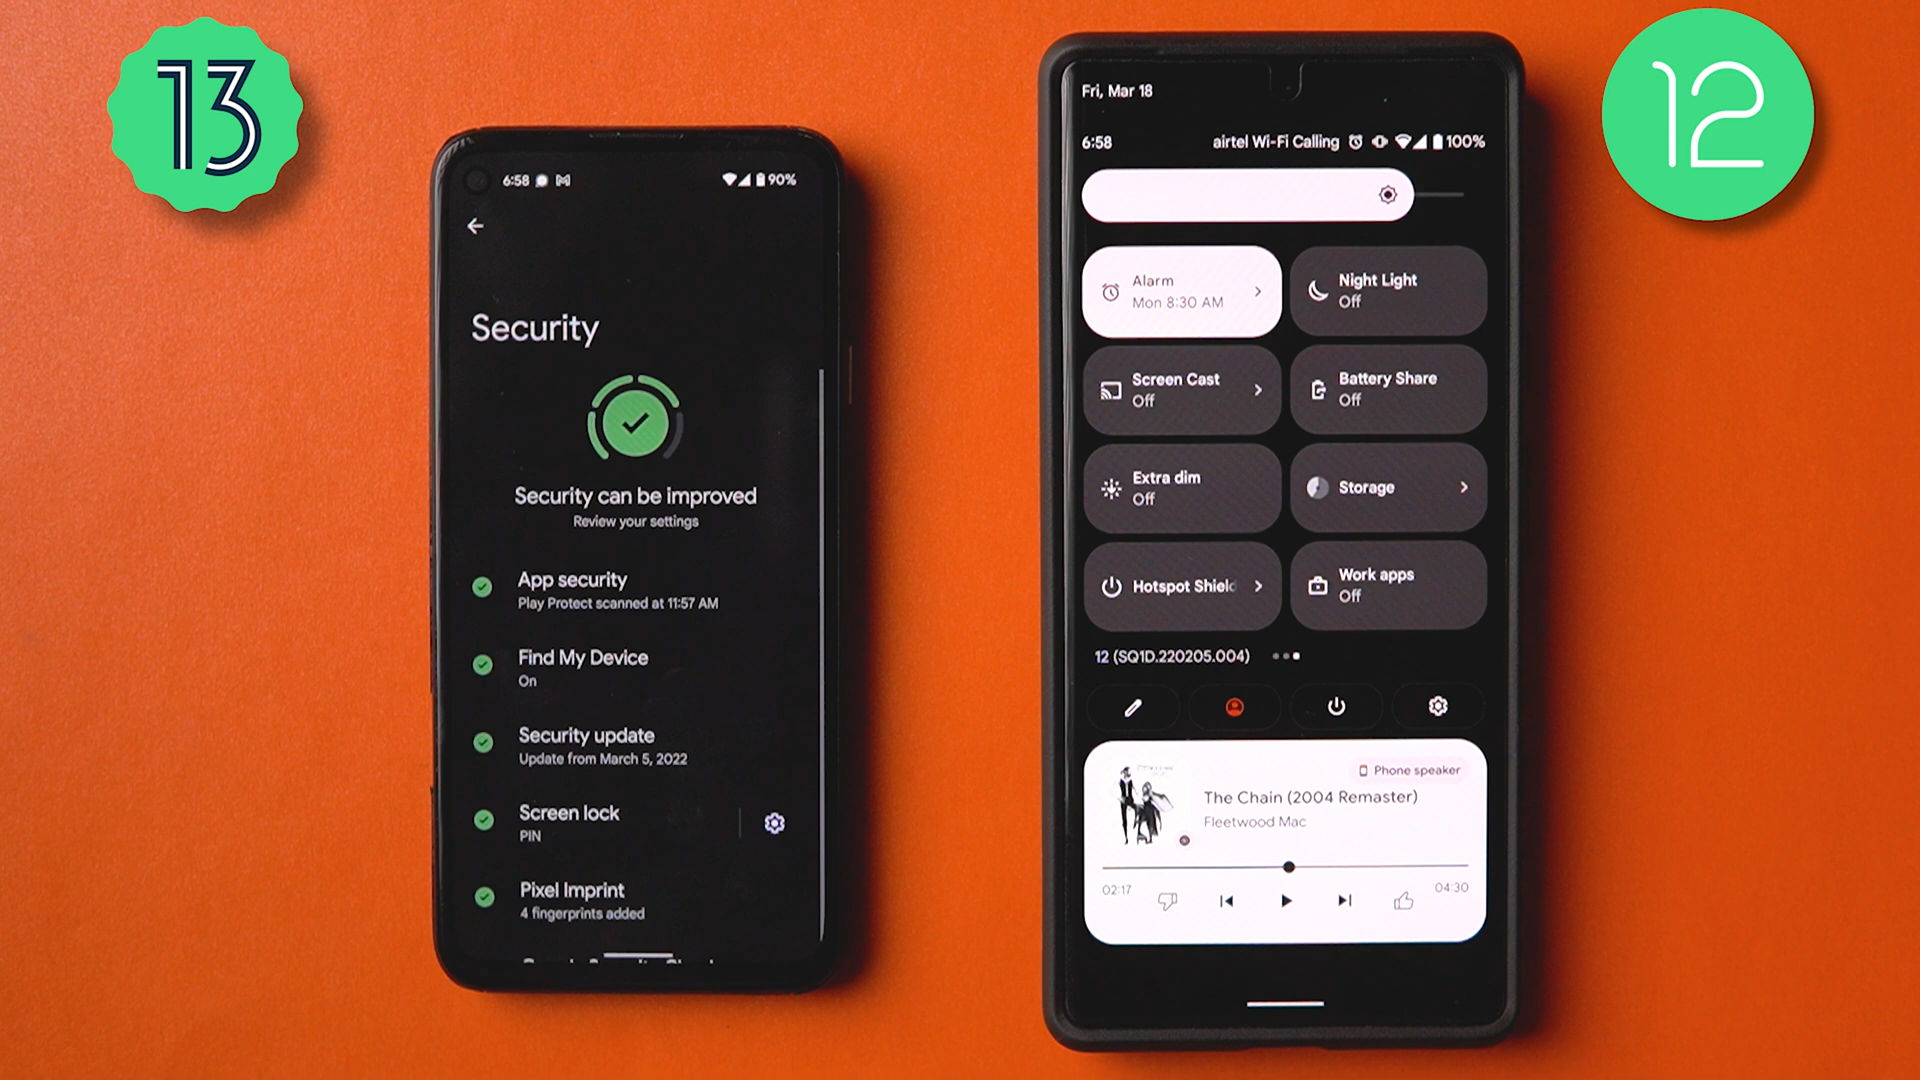 13
6:58
90%
Security
Security can be improved
Review your settings
App security
Play Protect scanned at 11:57 AM
Find My Device
On
Security update
Update from March 5, 2022
Screen lock
PIN
Pixel Imprint
4 fingerprints added
12
Fri, Mar 18
6:58 airtel Wi-Fi Calling 100%
Alarm
Mon 8:30 AM
Night Light
Off
Screen Cast
Off
Battery Share
Off
Extra dim
Off
Storage
Hotspot Shiel
Work apps
Off
12 (SQ1D.220205.004)
Phone speaker
The Chain (2004 Remaster)
Fleetwood Mac
02:17
04:30